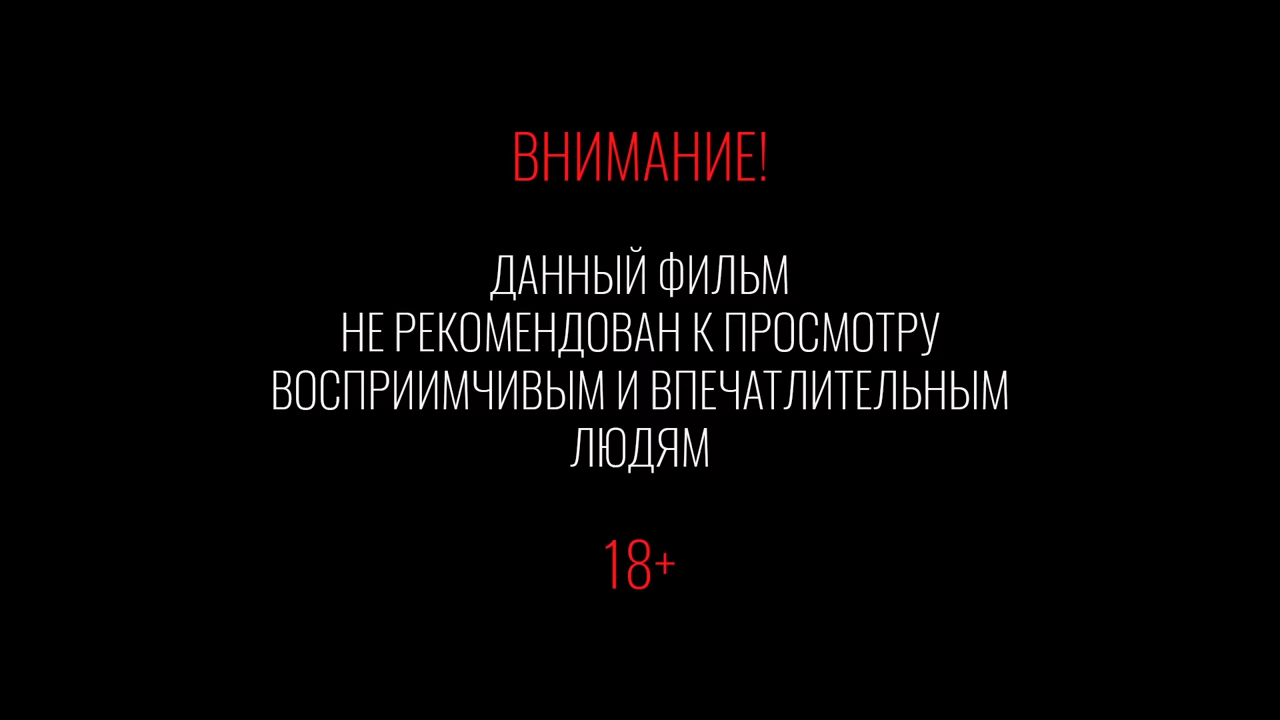 ВНИМАНИЕ!
ДАННЫЙ ФИЛЬМ
НЕ РЕКОМЕНДОВАН К ПРОСМОТРУ
ВОСПРИИМЧИВЫМ И ВПЕЧАТЛИТЕЛЬНЫМ
ЛЮДЯМ
18+